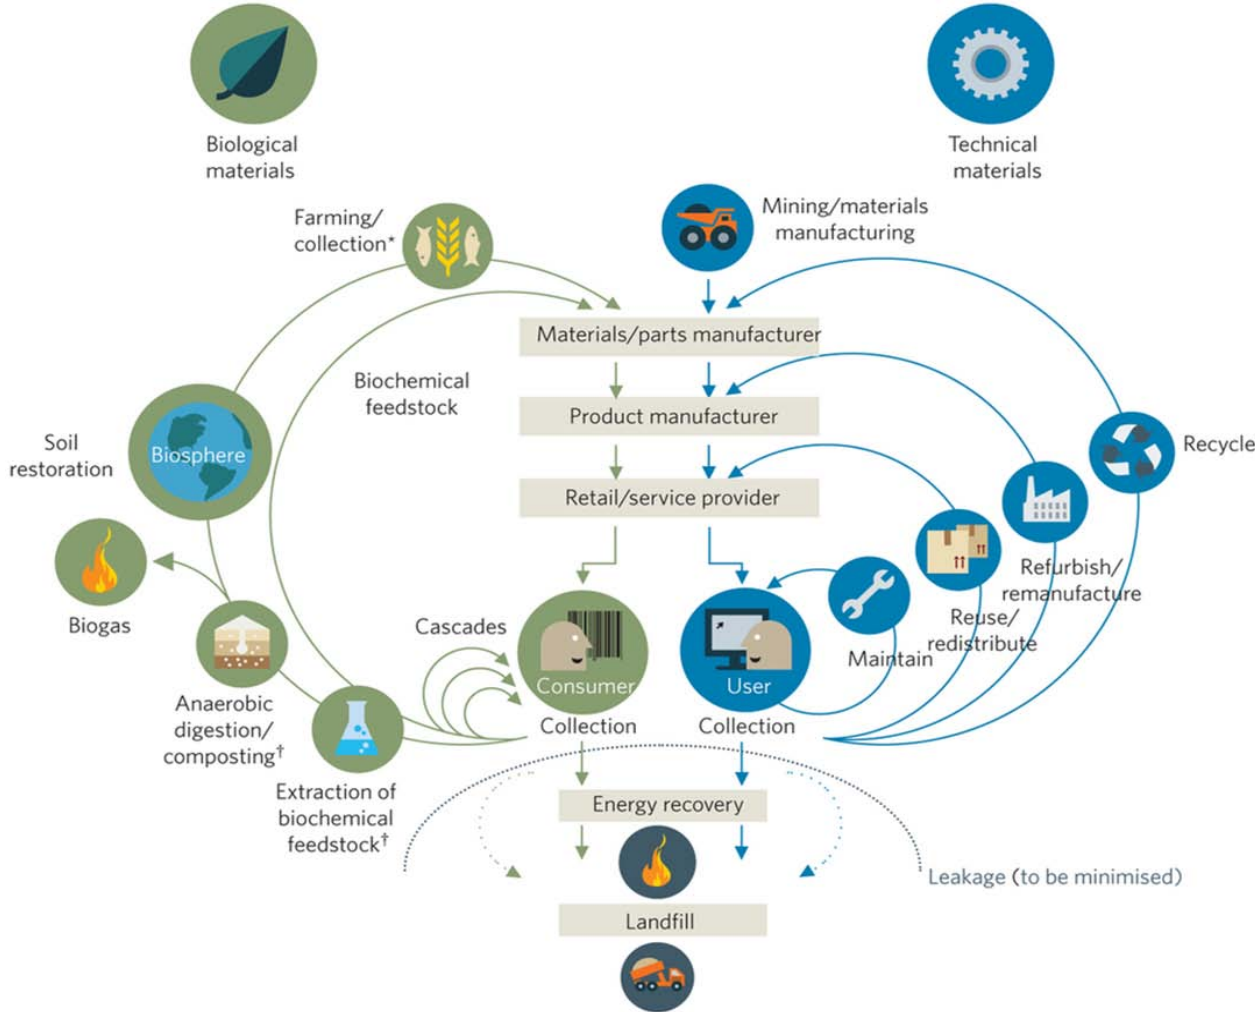 Biological
materials
Technical
materials
Farming/
collection*
Mining/materials
manufacturing
Materials/parts manufacturer
Biochemical
feedstock
Product manufacturer
Soil
restoration
Biosphere
Recycle
Retail/service provider
Biogas
Refurbish/
remanufacture
Reuse/
redistribute
Cascades
Maintain
Consumer
User
Collection
Collection
Anaerobic
digestion/
composting†
Extraction of
biochemical
feedstock†
Energy recovery
Leakage (to be minimised)
Landfill